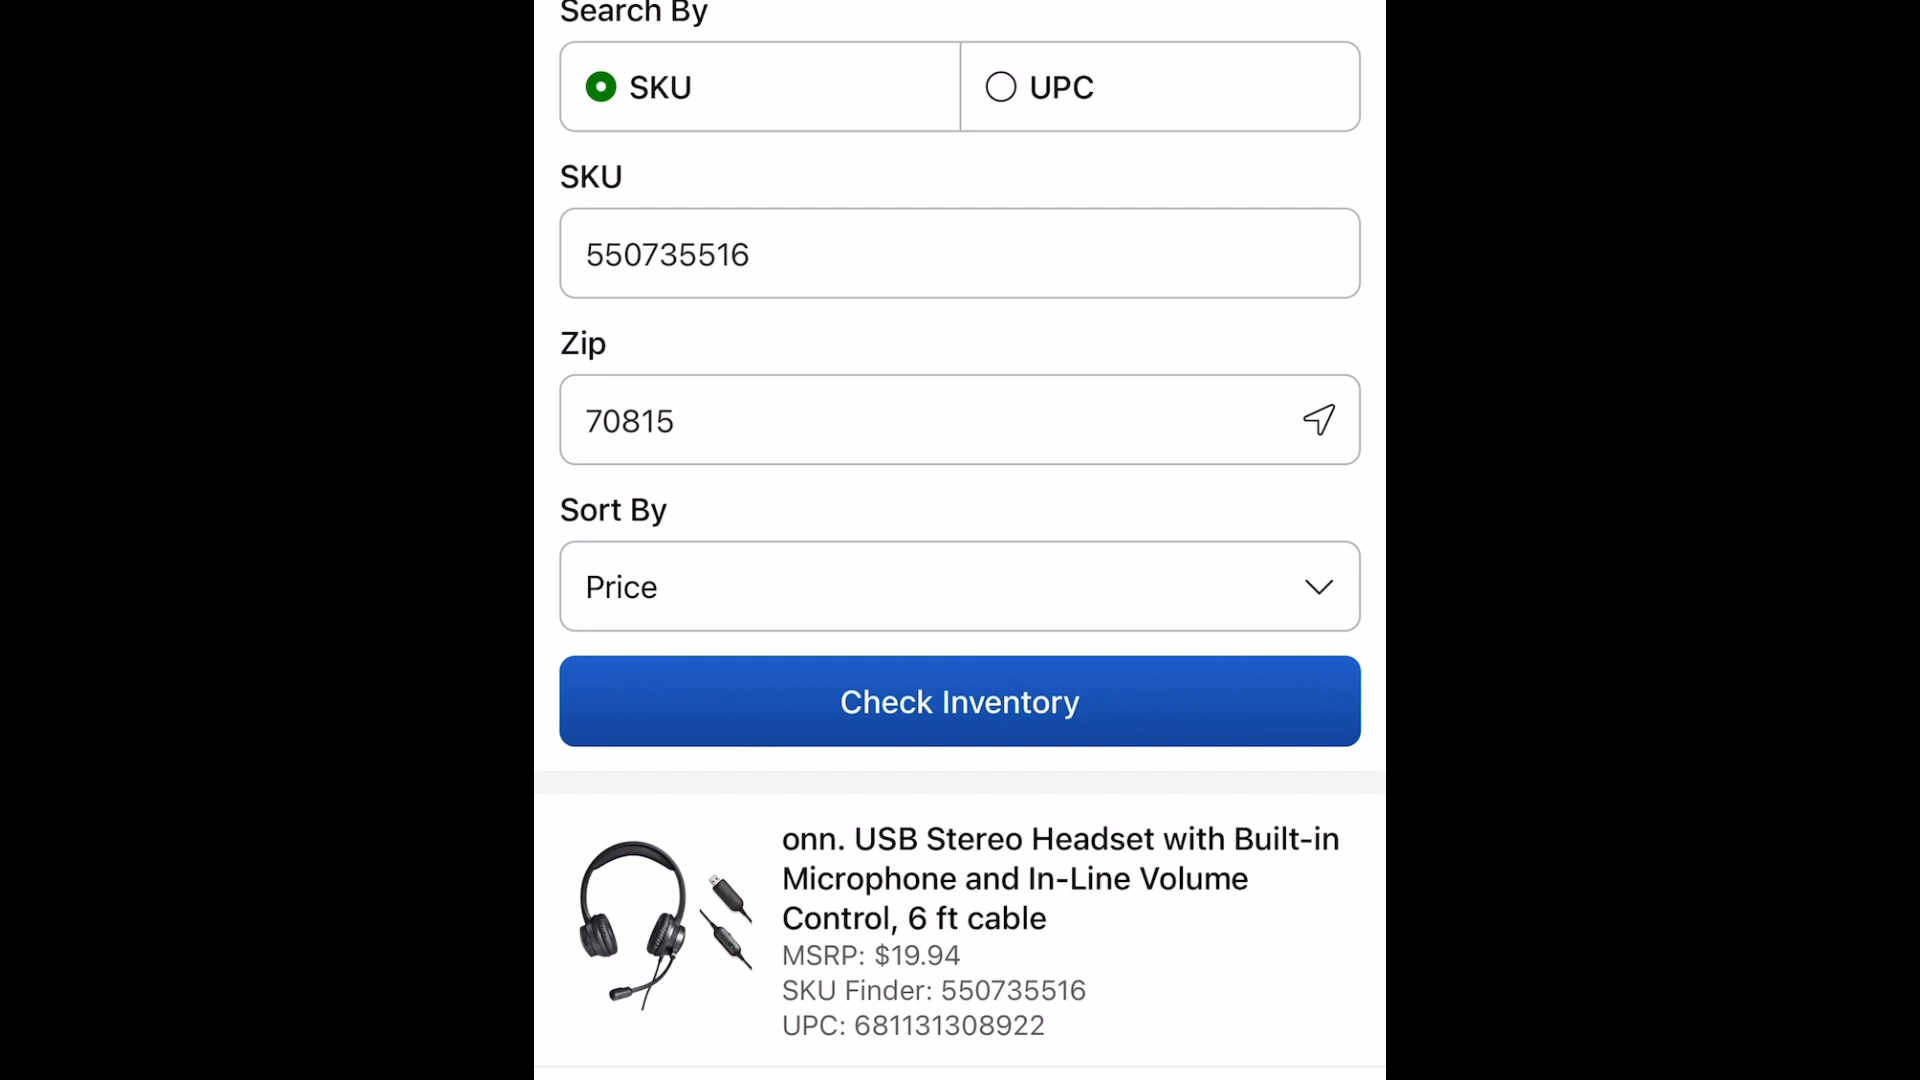 Search By
SKU
UPC
SKU
550735516
Zip
70815
Sort By
Price
Check Inventory
onn. USB Stereo Headset with Built-in
Microphone and In-Line Volume
Control, 6 ft cable
MSRP: $19.94
SKU Finder: 550735516
UPC: 681131308922